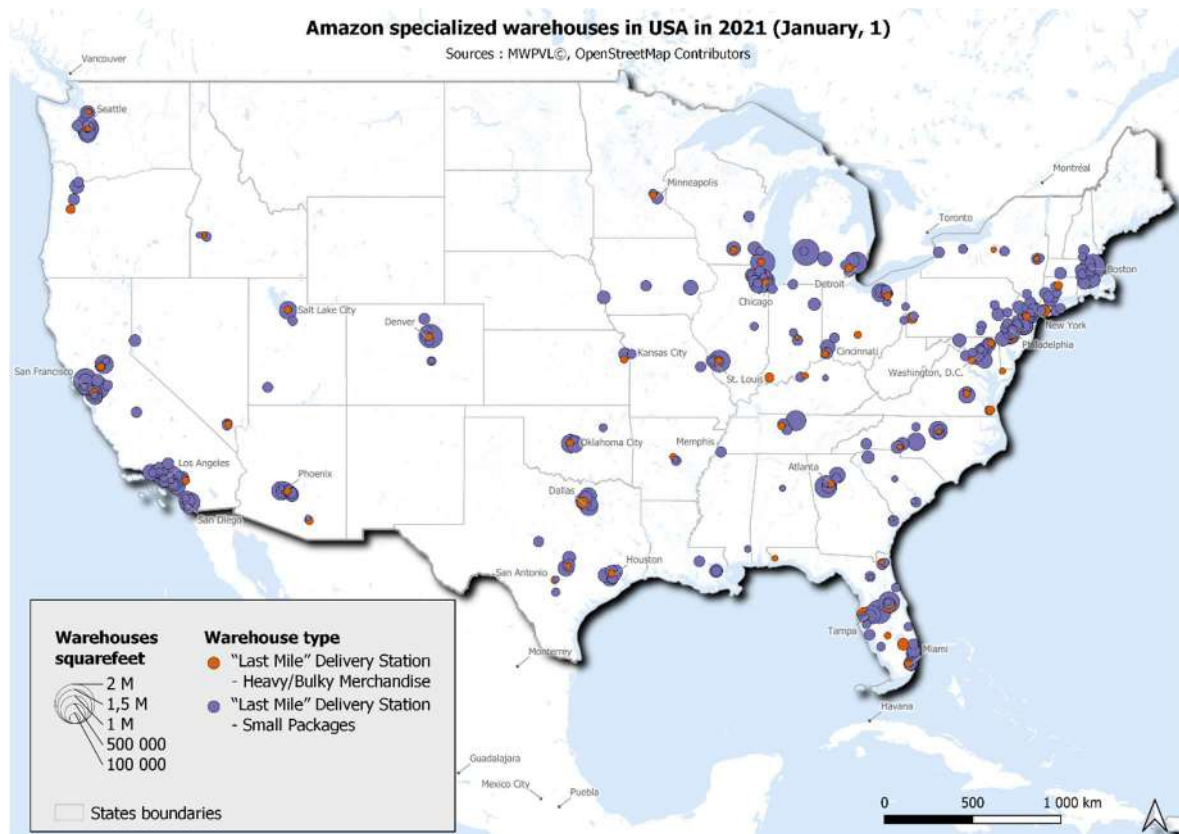 Amazon specialized warehouses in USA in 2021 (January, 1)
Sources : MWPVL©, OpenStreetMap Contributors
Vancouver
Seattle
Montréal
Minneapolis
Toronto
Boston
Detroit
Chicago
Salt Lake City
New York
Denver
Philadelphia
Kansas City
Cincinnati
San Francisco
Washington, D.C.
St. Louis
Oklahoma City
Memphis
Los Angeles
Phoenix
Atlanta
Dallas
San Diego
Houston
San Antonio
Tampa
Miami
Monterrey
Havana
Guadalajara
Mexico City
Puebla
Warehouses
squarefeet
2 M
1,5 M
1 M
500 000
100 000
States boundaries
Warehouse type
“Last Mile” Delivery Station
- Heavy/Bulky Merchandise
“Last Mile” Delivery Station
- Small Packages
0 500 1 000 km